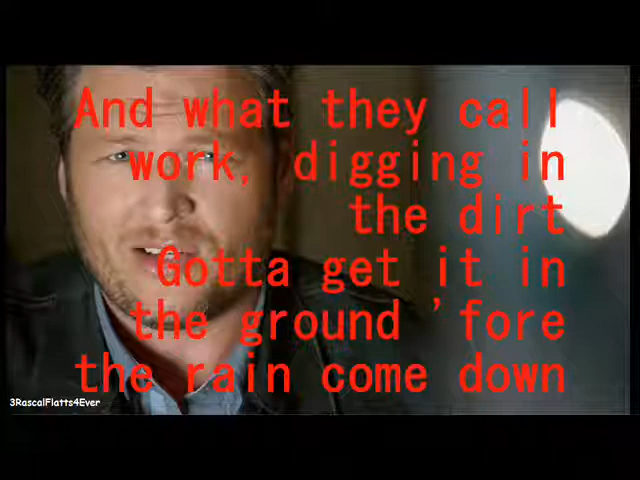 And what they call
work, digging in
the dirt
Gotta get it in
the ground 'fore
the rain come down
3RascalFlatts4Ever